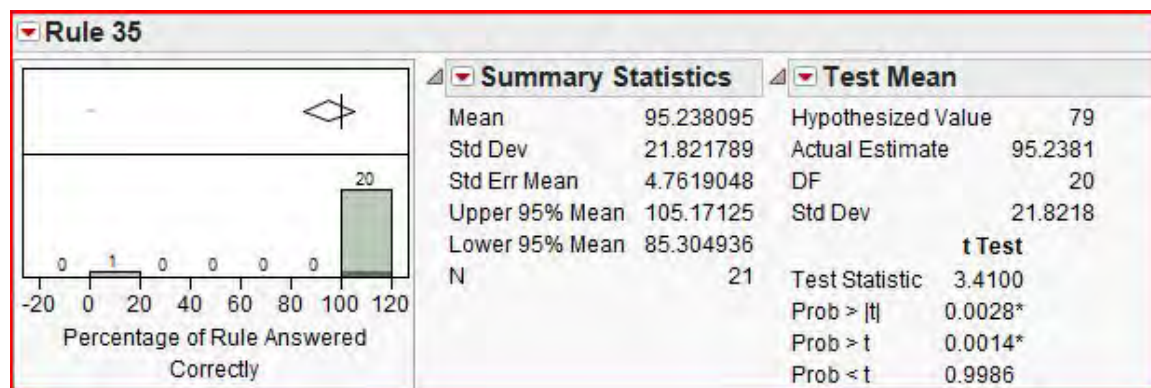 Rule 35
20
0 1 0 0 0 0
-20 0 20 40 60 80 100 120
Percentage of Rule Answered
Correctly
Summary Statistics
Mean 95.238095
Std Dev 21.821789
Std Err Mean 4.7619048
Upper 95% Mean 105.17125
Lower 95% Mean 85.304936
N 21
Test Mean
Hypothesized Value 79
Actual Estimate 95.2381
DF 20
Std Dev 21.8218
t Test
Test Statistic 3.4100
Prob > |t| 0.0028*
Prob > t 0.0014*
Prob < t 0.9986